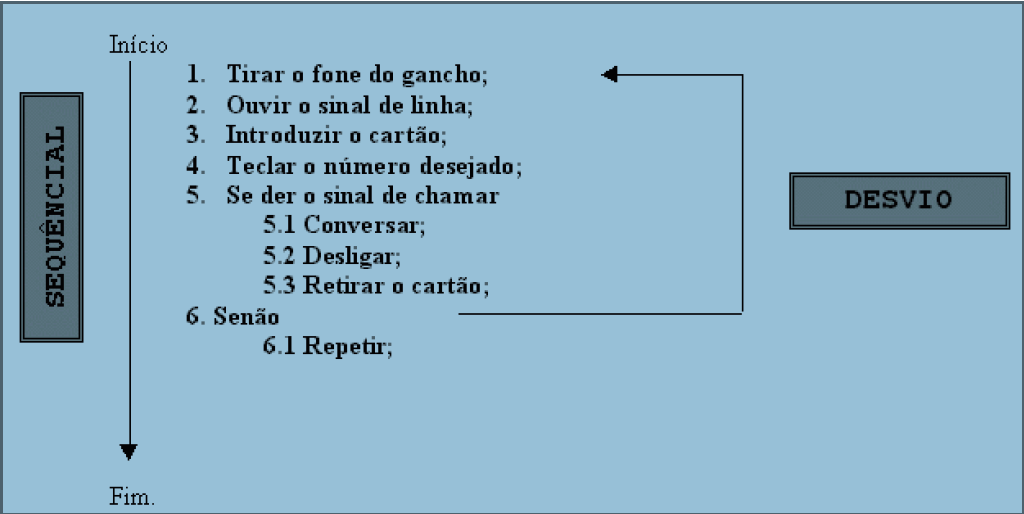 Início
1. Tirar o fone do gancho;
2. Ouvir o sinal de linha;
3. Introduzir o cartão;
4. Teclar o número desejado;
5. Se der o sinal de chamar
5.1 Conversar;
5.2 Desligar;
5.3 Retirar o cartão;
6. Senão
6.1 Repetir;
Fim.
SEQUÊNCIAL
DESVIO